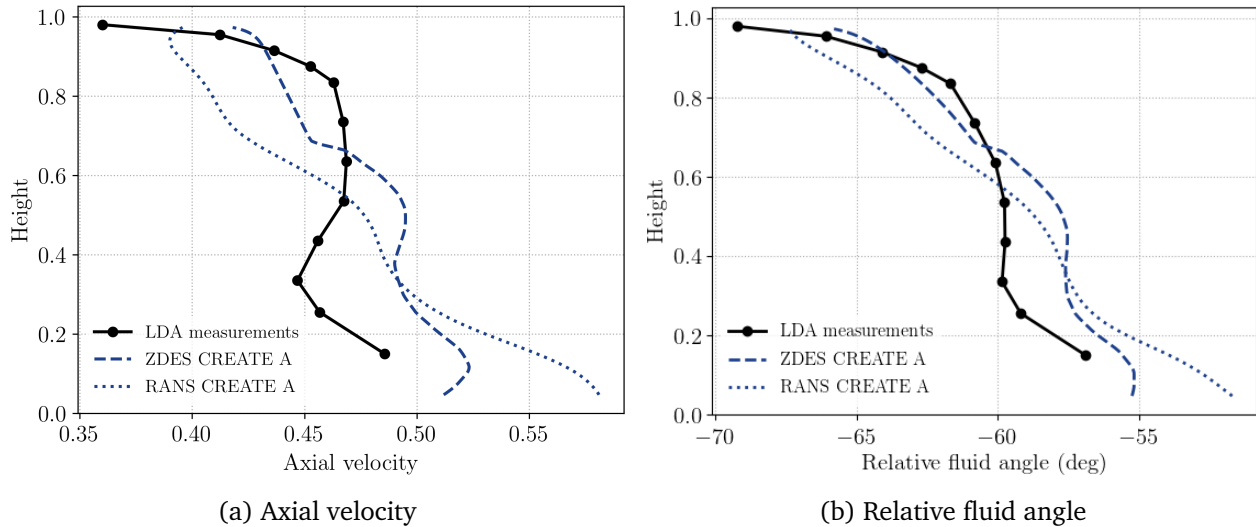 1.0
0.8
0.6
0.4
0.2
0.0
Height
LDA measurements
ZDES CREATE A
RANS CREATE A
0.35 0.40 0.45 0.50 0.55
Axial velocity
(a) Axial velocity
1.0
0.8
0.6
0.4
0.2
0.0
Height
LDA measurements
ZDES CREATE A
RANS CREATE A
−70 −65 −60 −55
Relative fluid angle (deg)
(b) Relative fluid angle